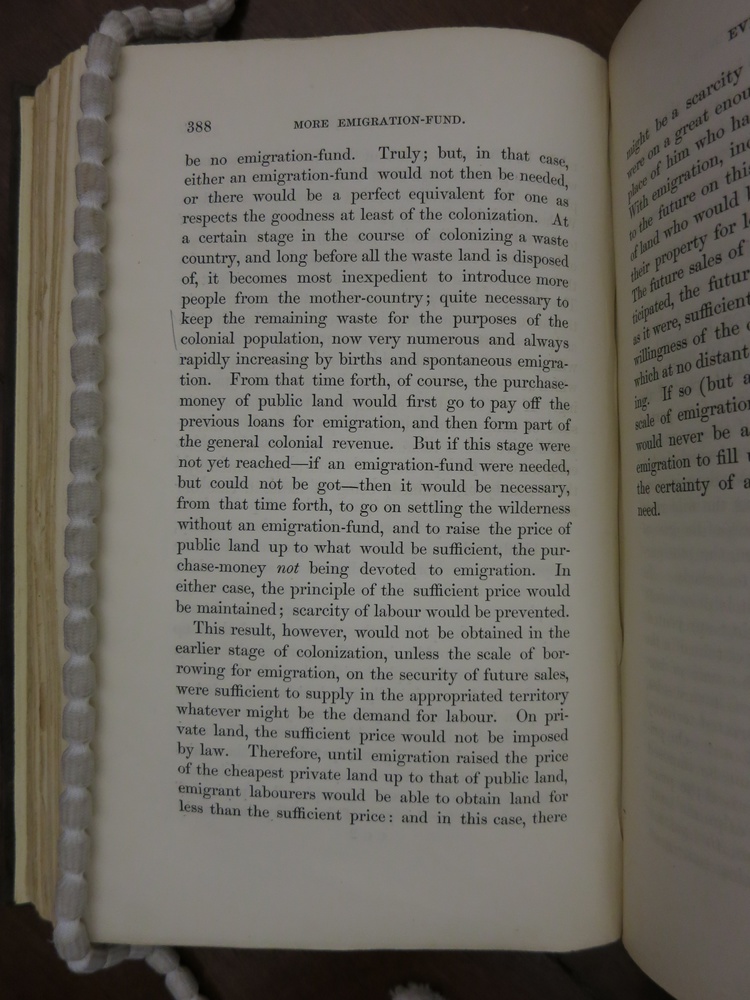 388 MORE EMIGRATION-FUND.
be no emigration-fund. Truly; but, in that case,
either an emigration-fund would not then be needed,
or there would be a perfect equivalent for one as
respects the goodness at least of the colonization. At
a certain stage in the course of colonizing a waste
country, and long before all the waste land is disposed
of, it becomes most inexpedient to introduce more
people from the mother-country; quite necessary to
keep the remaining waste for the purposes of the
colonial population, now very numerous and always
rapidly increasing by births and spontaneous emigra-
tion. From that time forth, of course, the purchase-
money of public land would first go to pay off the
previous loans for emigration, and then form part of
the general colonial revenue. But if this stage were
not yet reached—if an emigration-fund were needed,
but could not be got—then it would be necessary,
from that time forth, to go on settling the wilderness
without an emigration-fund, and to raise the price of
public land up to what would be sufficient, the pur-
chase-money not being devoted to emigration. In
either case, the principle of the sufficient price would
be maintained; scarcity of labour would be prevented.
This result, however, would not be obtained in the
earlier stage of colonization, unless the scale of bor-
rowing for emigration, on the security of future sales,
were sufficient to supply in the appropriated territory
whatever might be the demand for labour. On pri-
vate land, the sufficient price would not be imposed
by law. Therefore, until emigration raised the price
of the cheapest private land up to that of public land,
emigrant labourers would be able to obtain land for
less than the sufficient price: and in this case, there
might be a scarcity
were on a great enou
place of him who ha
With emigration, inc
to the future on this
of land who would b
their property for l
The future sales of
ticipated, the futur
as it were, sufficient
willingness of the c
which at no distant
ing. If so (but a
scale of emigration
would never be a
emigration to fill u
the certainty of a
need.